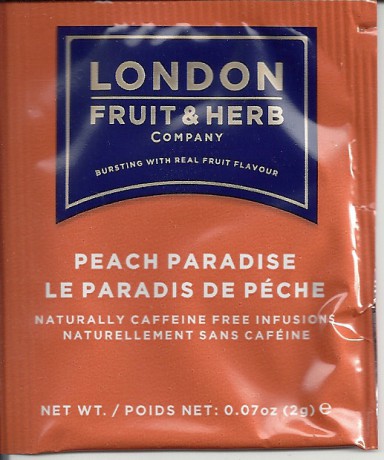 LONDON
FRUIT & HERB
COMPANY
BURSTING WITH REAL FRUIT FLAVOUR
PEACH PARADISE
LE PARADIS DE PÉCHE
NATURALLY CAFFEINE FREE INFUSIONS
NATURELLEMENT SANS CAFÉINE
NET WT. / POIDS NET: 0.07oz (2g) ℮